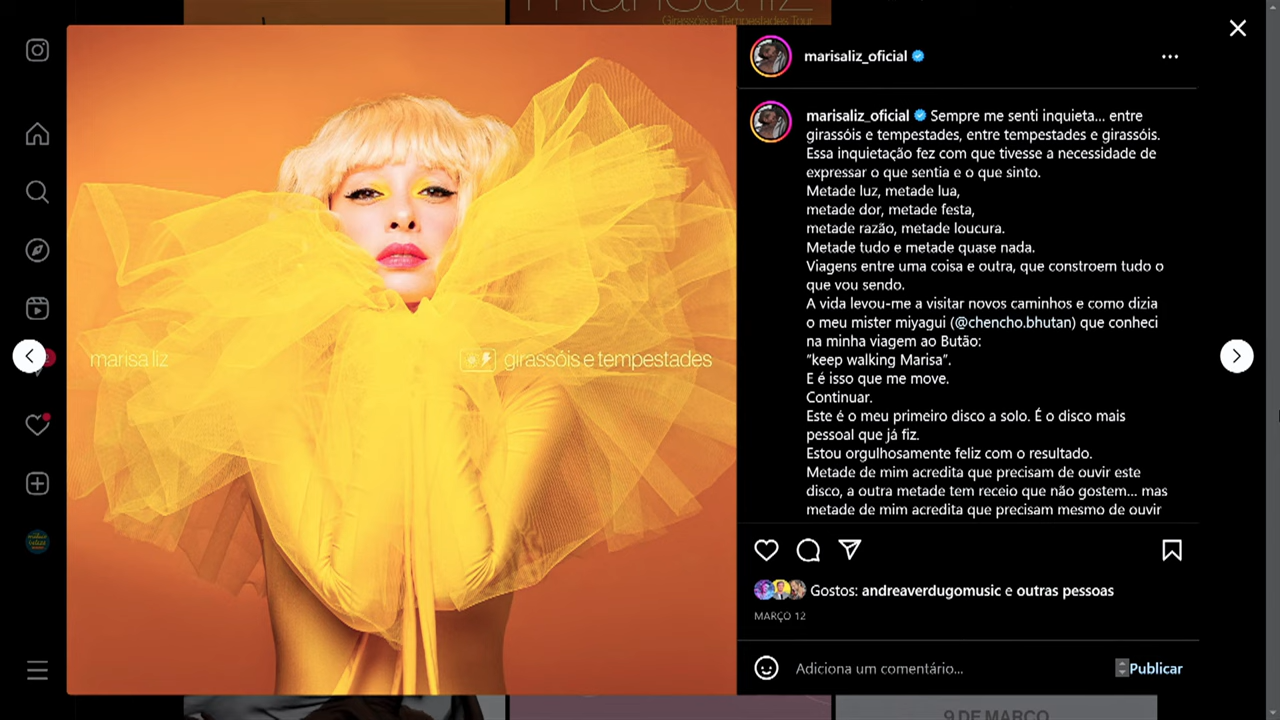 marisa liz
Girassóis e Tempestades Tour
marisaliz_oficial
marisaliz_oficial Sempre me senti inquieta... entre
girassóis e tempestades, entre tempestades e girassóis.
Essa inquietação fez com que tivesse a necessidade de
expressar o que sentia e o que sinto.
Metade luz, metade lua,
metade dor, metade festa,
metade razão, metade loucura.
Metade tudo e metade quase nada.
Viagens entre uma coisa e outra, que constroem tudo o
que vou sendo.
A vida levou-me a visitar novos caminhos e como dizia
o meu mister miyagui (@chencho.bhutan) que conheci
na minha viagem ao Butão:
"keep walking Marisa".
E é isso que me move.
Continuar.
Este é o meu primeiro disco a solo. É o disco mais
pessoal que já fiz.
Estou orgulhosamente feliz com o resultado.
Metade de mim acredita que precisam de ouvir este
disco, a outra metade tem receio que não gostem... mas
metade de mim acredita que precisam mesmo de ouvir
marisa liz
girassóis e tempestades
Gostos: andreaverdugomusic e outras pessoas
MARÇO 12
Adiciona um comentário...
Publicar
9 DE MARÇO